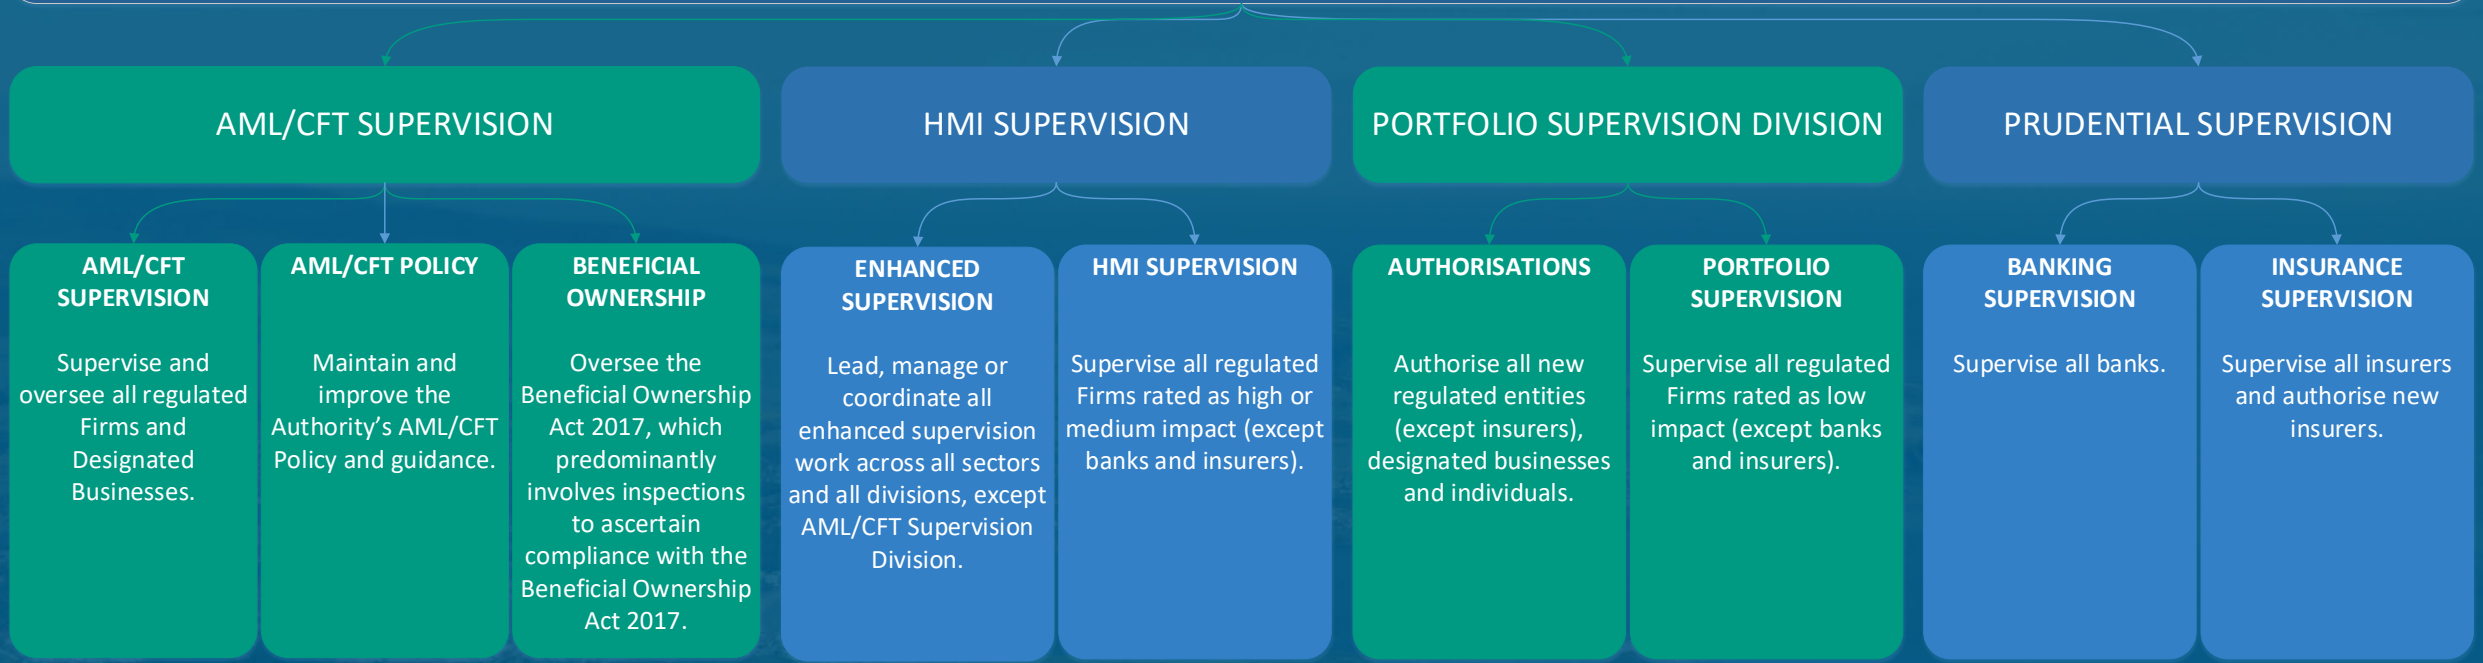 AML/CFT SUPERVISION
HMI SUPERVISION
PORTFOLIO SUPERVISION DIVISION
PRUDENTIAL SUPERVISION
AML/CFT
SUPERVISION
Supervise and
oversee all regulated
Firms and
Designated
Businesses.
AML/CFT POLICY
Maintain and
improve the
Authority’s AML/CFT
Policy and guidance.
BENEFICIAL
OWNERSHIP
Oversee the
Beneficial Ownership
Act 2017, which
predominantly
involves inspections
to ascertain
compliance with the
Beneficial Ownership
Act 2017.
ENHANCED
SUPERVISION
Lead, manage or
coordinate all
enhanced supervision
work across all sectors
and all divisions, except
AML/CFT Supervision
Division.
HMI SUPERVISION
Supervise all regulated
Firms rated as high or
medium impact (except
banks and insurers).
AUTHORISATIONS
Authorise all new
regulated entities
(except insurers),
designated businesses
and individuals.
PORTFOLIO
SUPERVISION
Supervise all regulated
Firms rated as low
impact (except banks
and insurers).
BANKING
SUPERVISION
Supervise all banks.
INSURANCE
SUPERVISION
Supervise all insurers
and authorise new
insurers.